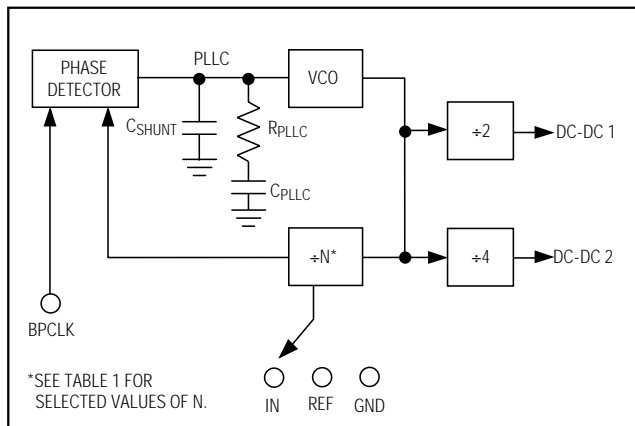 PHASE
DETECTOR
PLLC
VCO
CSHUNT
RPLLC
CPLLC
÷2
DC-DC 1
÷N*
÷4
DC-DC 2
BPCLK
*SEE TABLE 1 FOR
SELECTED VALUES OF N.
IN
REF
GND